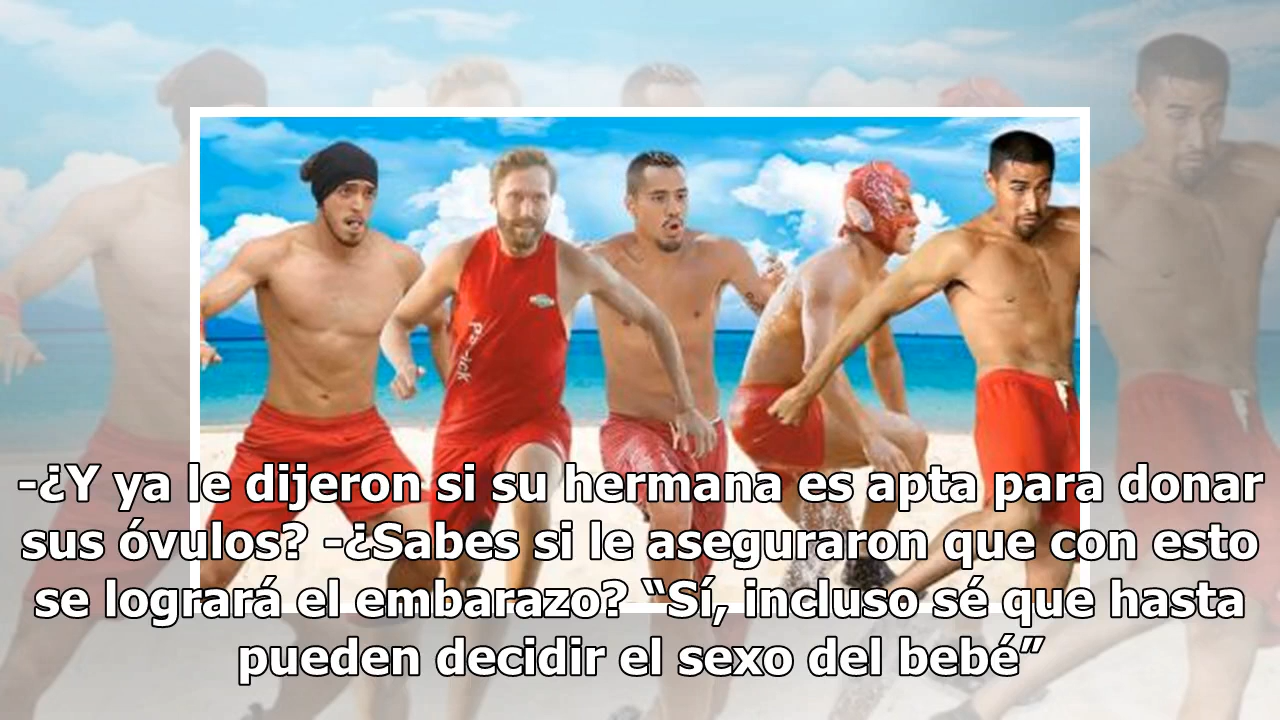 -¿Y ya le dijeron si su hermana es apta para donar
sus óvulos? -¿Sabes si le aseguraron que con esto
se logrará el embarazo? “Sí, incluso sé que hasta
pueden decidir el sexo del bebé”